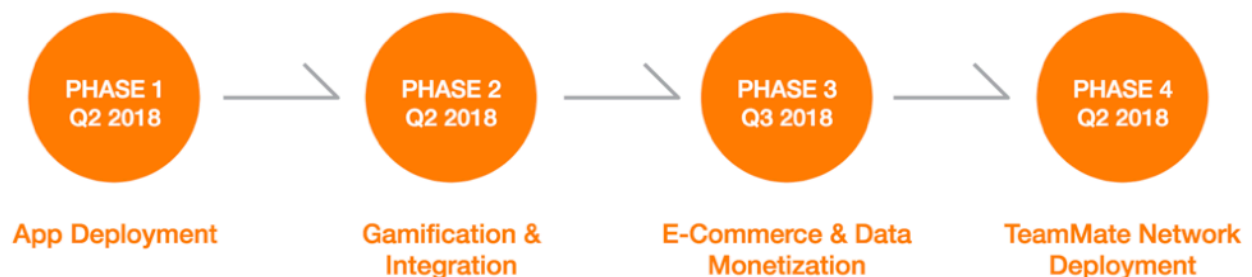 PHASE 1
Q2 2018
PHASE 2
Q2 2018
PHASE 3
Q3 2018
PHASE 4
Q2 2018
App Deployment
Gamification &
Integration
E-Commerce & Data
Monetization
TeamMate Network
Deployment